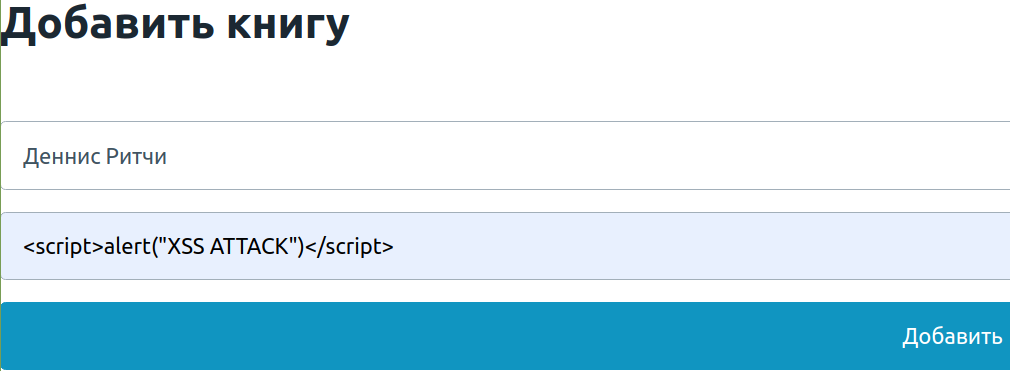 Добавить книгу
Деннис Ритчи
<script>alert("XSS ATTACK")</script>
Добавить